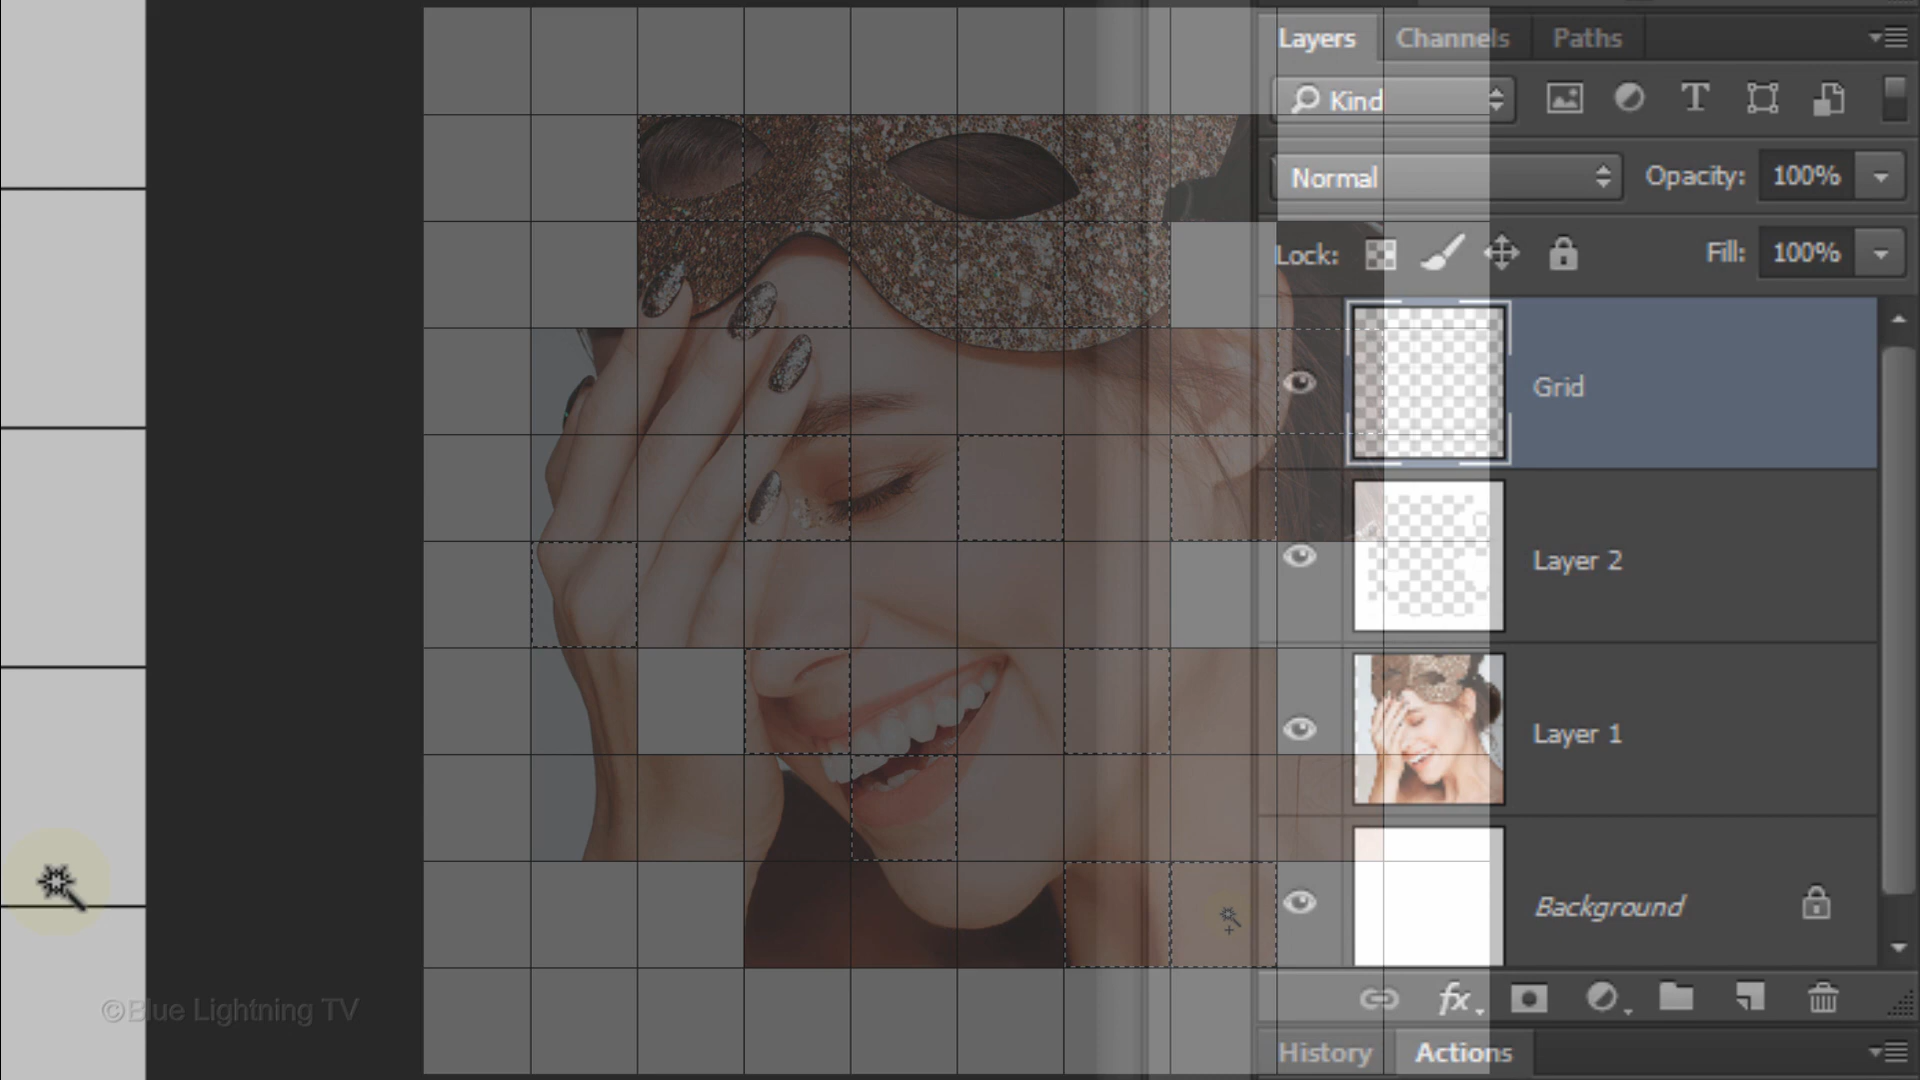 Layers Channels Paths
Kind
Normal Opacity: 100%
Lock: Fill: 100%
Grid
Layer 2
Layer 1
Background
fx
©Blue Lightning TV
History Actions